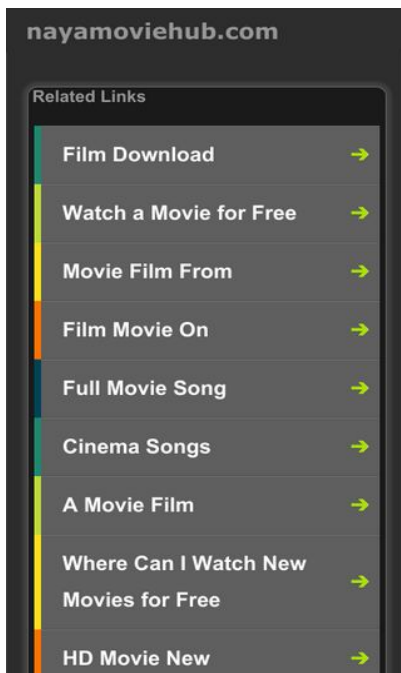 nayamoviehub.com
Related Links
Film Download
Watch a Movie for Free
Movie Film From
Film Movie On
Full Movie Song
Cinema Songs
A Movie Film
Where Can I Watch New
Movies for Free
HD Movie New